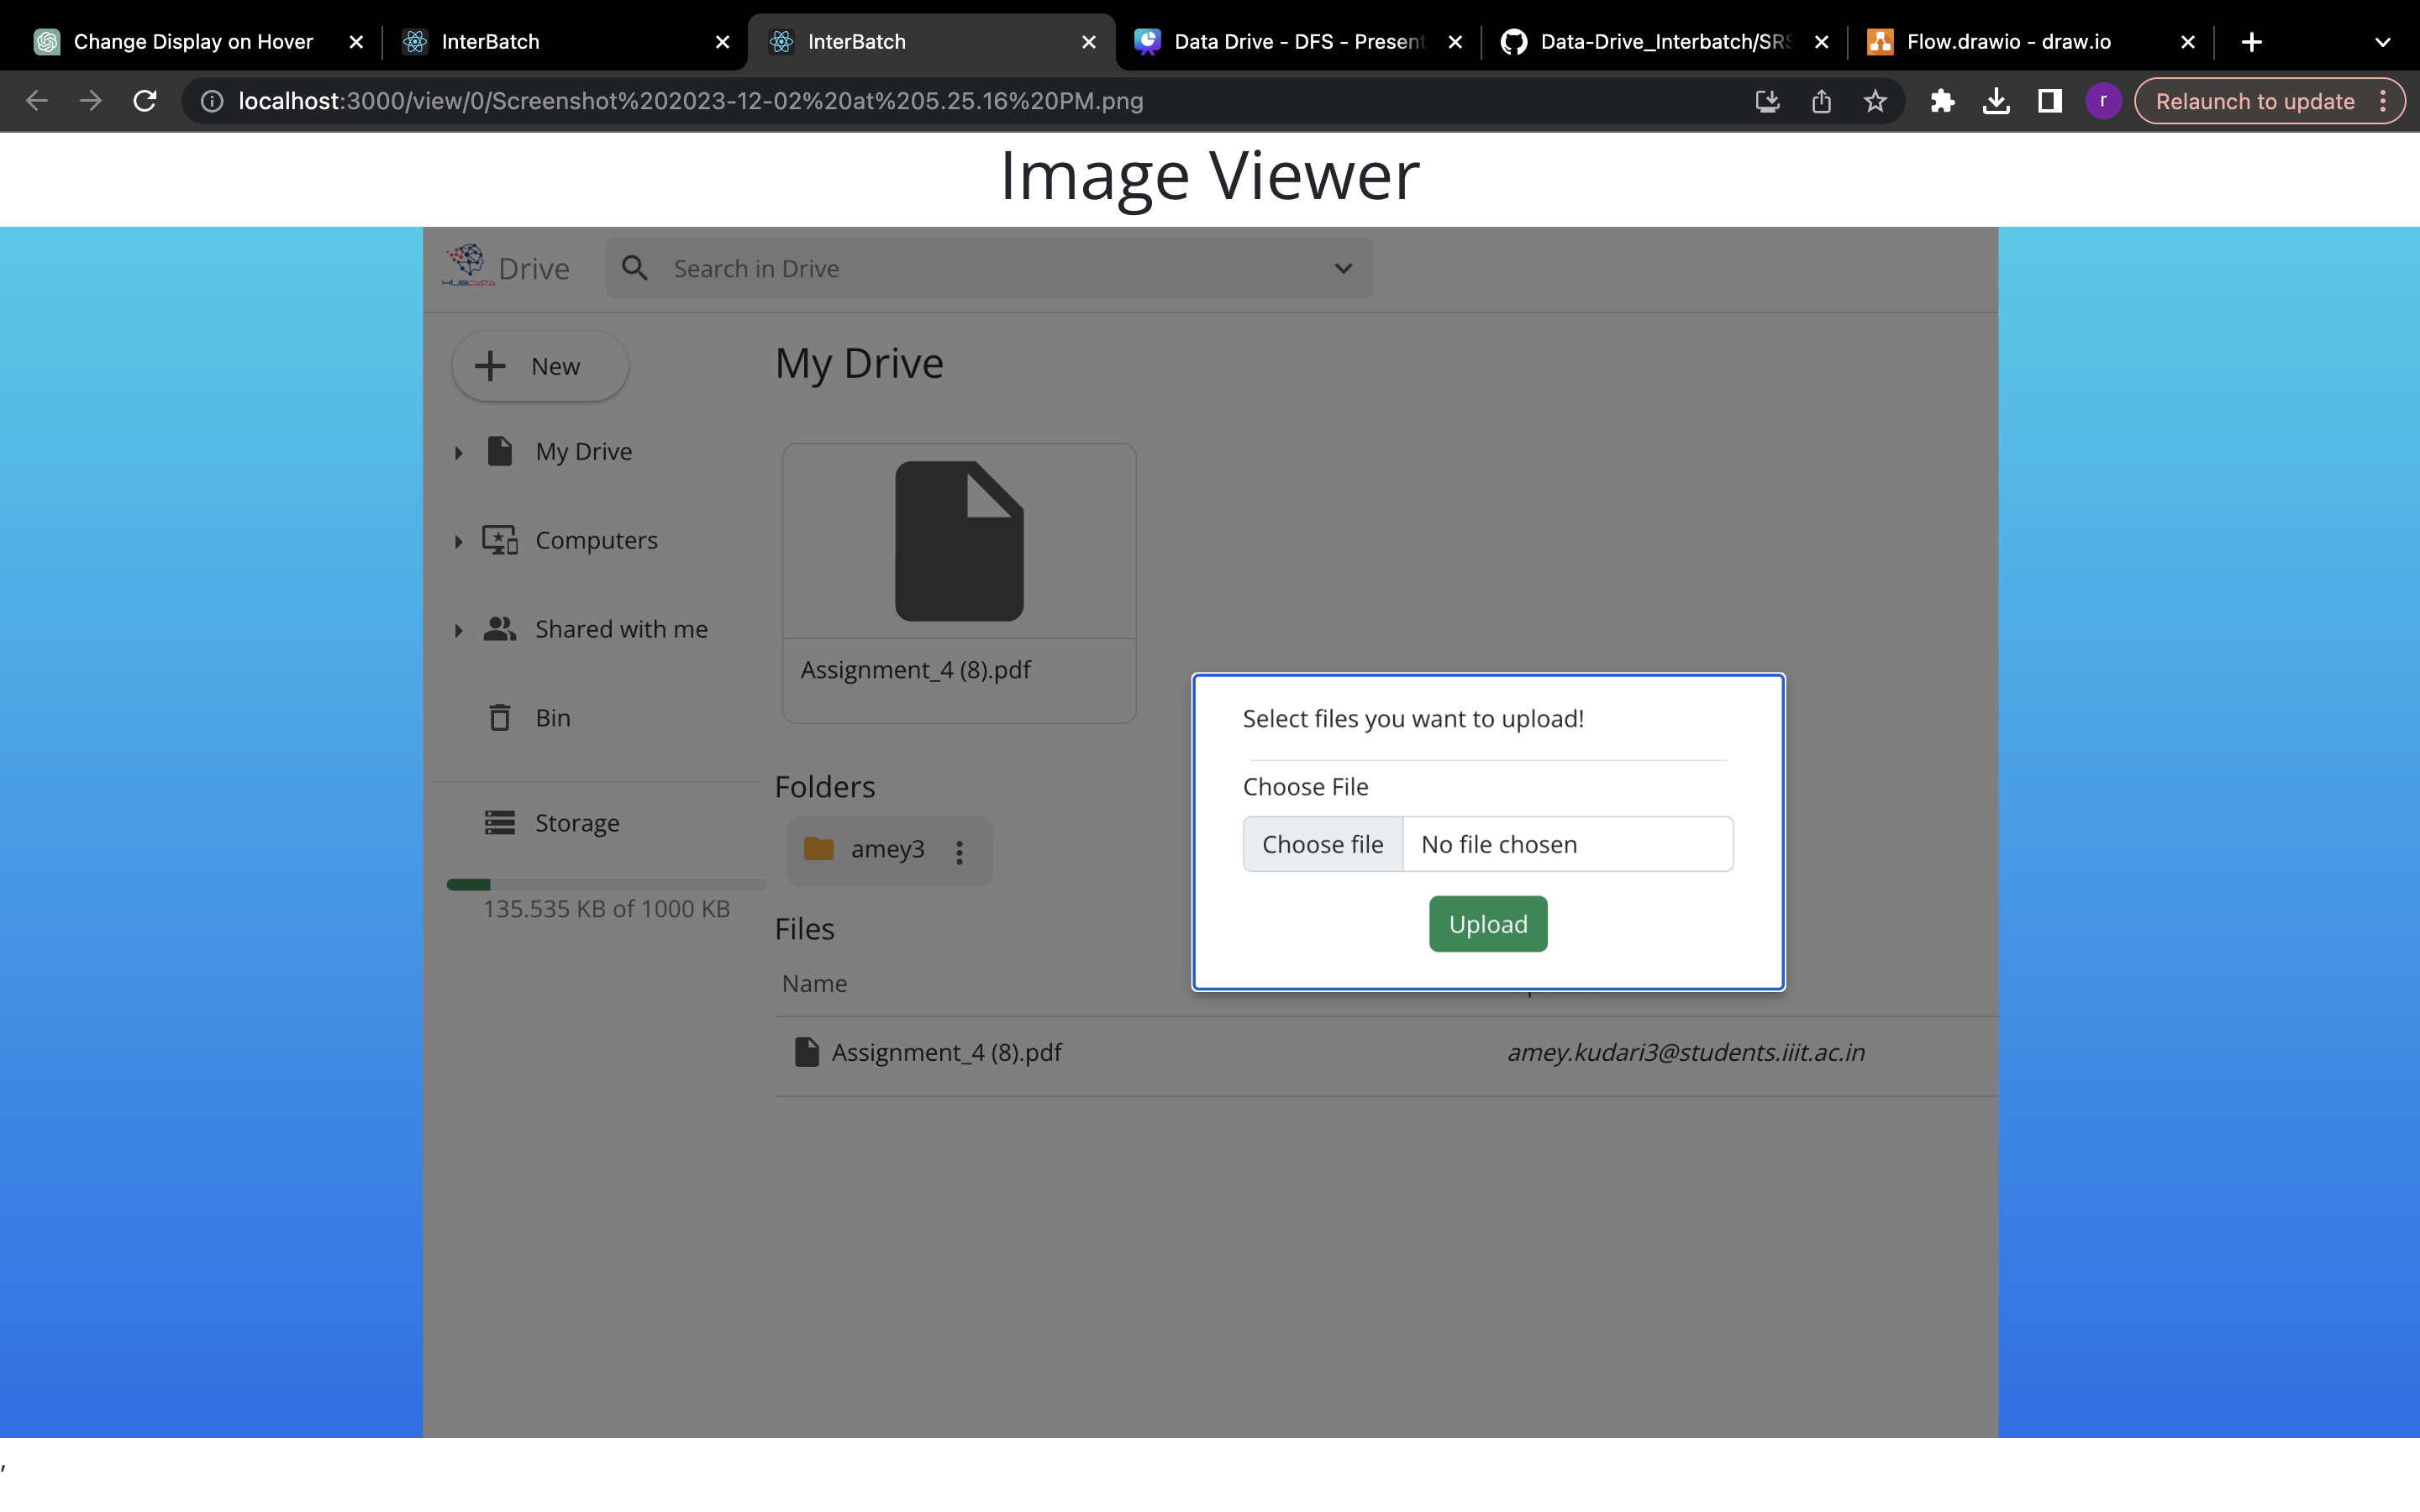 Change Display on Hover
InterBatch
InterBatch
Data Drive - DFS - Present
Data-Drive_Interbatch/SRS
Flow.drawio - draw.io
localhost:3000/view/0/Screenshot%202023-12-02%20at%205.25.16%20PM.png
r
Relaunch to update
Image Viewer
HUBDATA
Drive
Search in Drive
New
My Drive
My Drive
Computers
Shared with me
Assignment_4 (8).pdf
Bin
Select files you want to upload!
Folders
Choose File
Storage
amey3
Choose file
No file chosen
135.535 KB of 1000 KB
Files
Upload
Name
Assignment_4 (8).pdf
amey.kudari3@students.iiit.ac.in
,